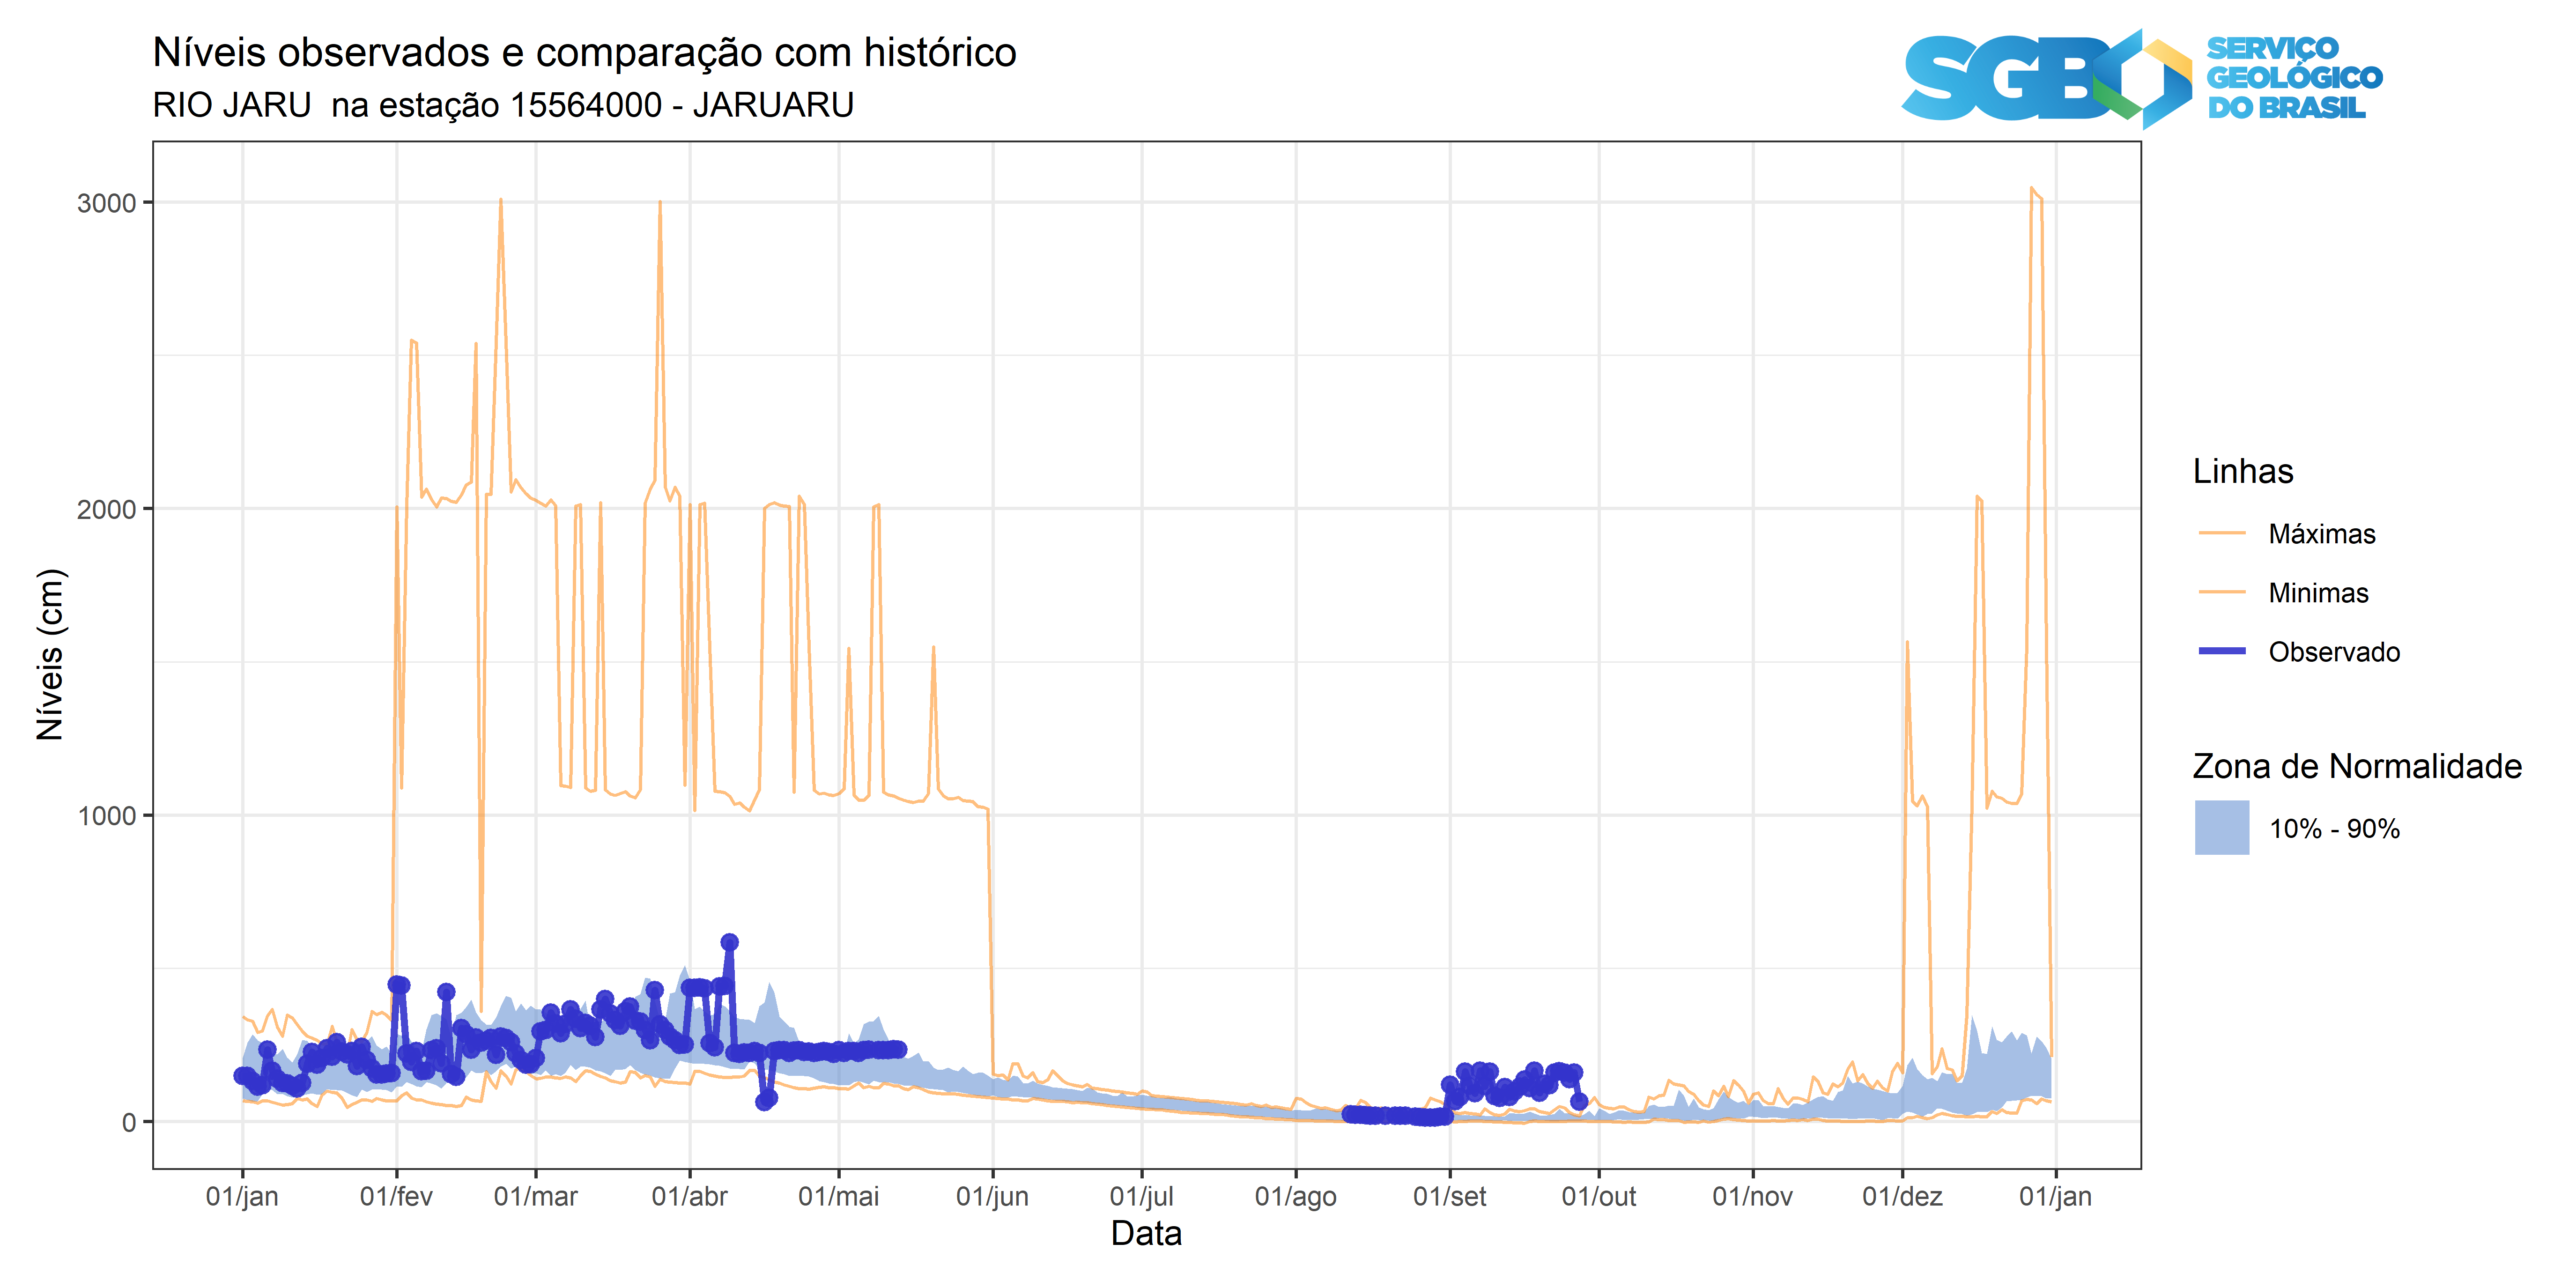 Níveis observados e comparação com histórico
RIO JARU na estação 15564000 - JARUARU
SGB
SERVIÇO
GEOLÓGICO
DO BRASIL
Níveis (cm)
3000
2000
1000
0
01/jan 01/fev 01/mar 01/abr 01/mai 01/jun 01/jul 01/ago 01/set 01/out 01/nov 01/dez 01/jan
Data
Linhas
Máximas
Minimas
Observado
Zona de Normalidade
10% - 90%